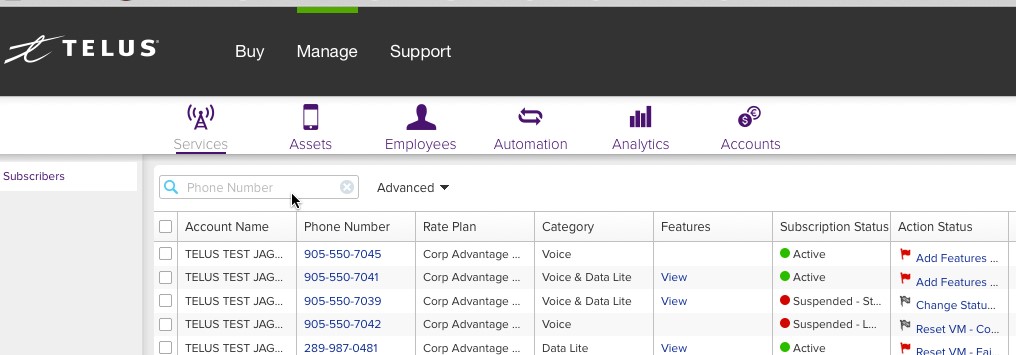 TELUS
Buy Manage Support
Services Assets Employees Automation Analytics Accounts
Subscribers
Phone Number Advanced
Account Name Phone Number Rate Plan Category Features Subscription Status Action Status
TELUS TEST JAG... 905-550-7045 Corp Advantage ... Voice Active Add Features ...
TELUS TEST JAG... 905-550-7041 Corp Advantage ... Voice & Data Lite View Active Add Features ...
TELUS TEST JAG... 905-550-7039 Corp Advantage ... Voice & Data Lite View Suspended - St... Change Statu...
TELUS TEST JAG... 905-550-7042 Corp Advantage ... Voice Suspended - L... Reset VM - Co...
TELUS TEST JAG... 289-987-0481 Corp Advantage ... Data Lite View Active Reset VM - Fai...